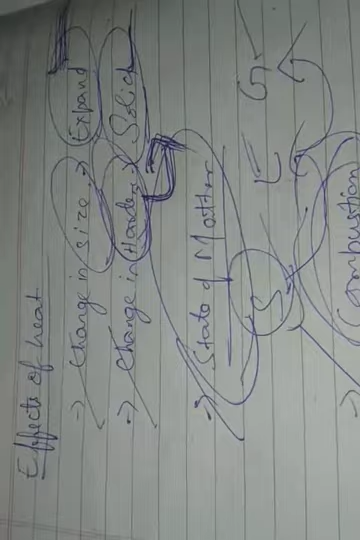 Effects of heat
→ Change in size → Expand
→ Change in Harden → Solid
→ State of Matter
S L G
→ Combustion